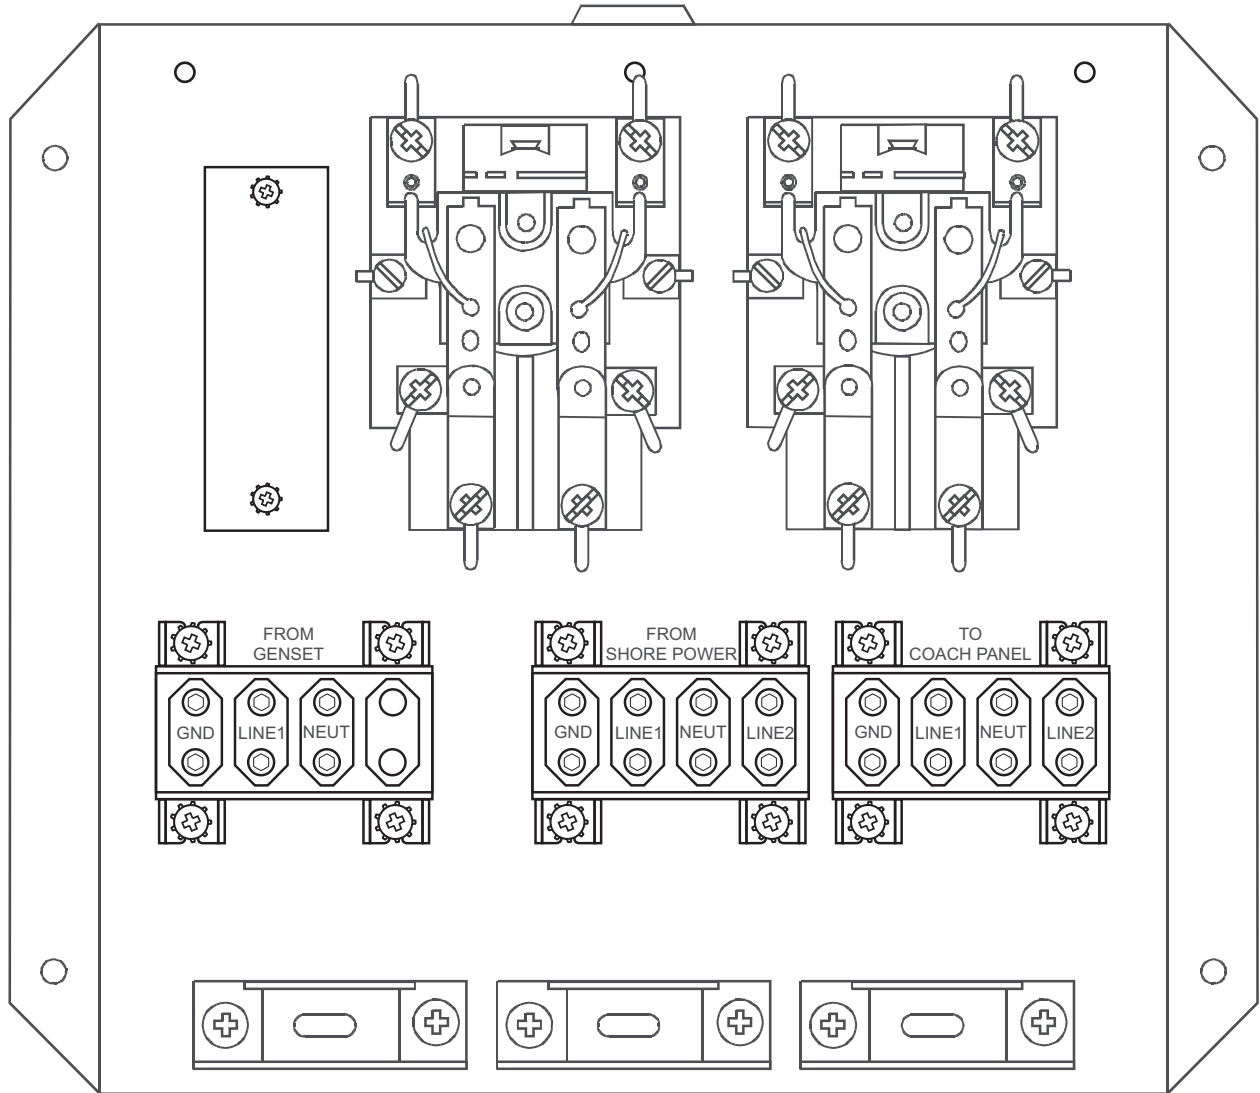 FROM
GENSET
FROM
SHORE POWER
TO
COACH PANEL
GND LINE1 NEUT
GND LINE1 NEUT LINE2
GND LINE1 NEUT LINE2